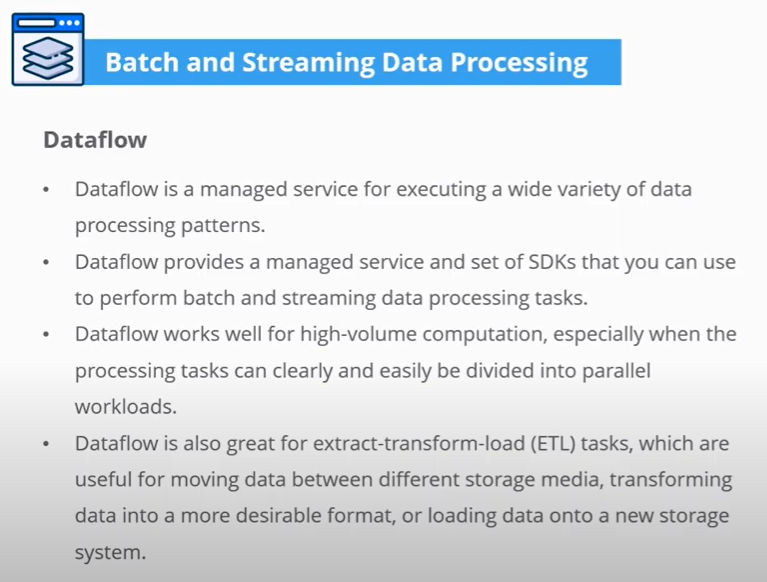 Batch and Streaming Data Processing
Dataflow
• Dataflow is a managed service for executing a wide variety of data
processing patterns.
• Dataflow provides a managed service and set of SDKs that you can use
to perform batch and streaming data processing tasks.
• Dataflow works well for high-volume computation, especially when the
processing tasks can clearly and easily be divided into parallel
workloads.
• Dataflow is also great for extract-transform-load (ETL) tasks, which are
useful for moving data between different storage media, transforming
data into a more desirable format, or loading data onto a new storage
system.